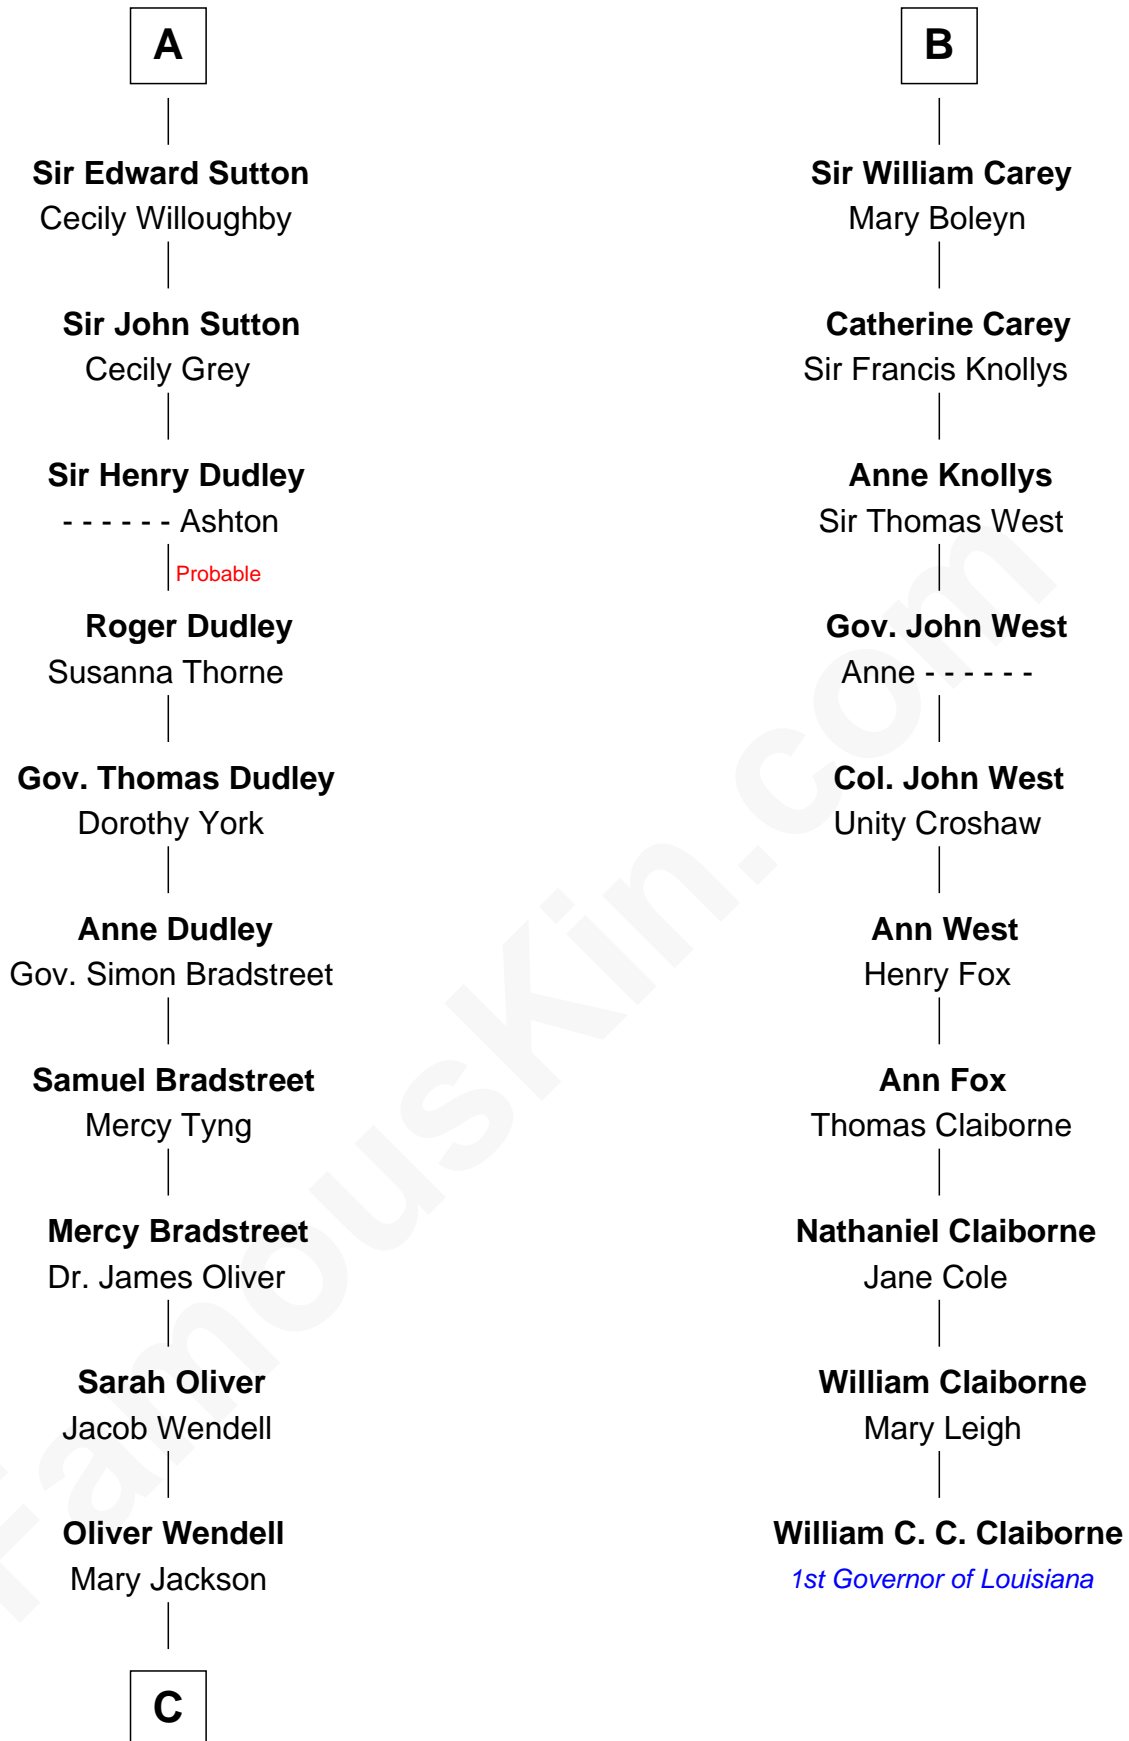 A
Sir Edward Sutton
Cecily Willoughby
Sir John Sutton
Cecily Grey
Sir Henry Dudley
- - - - - - Ashton
Probable
Roger Dudley
Susanna Thorne
Gov. Thomas Dudley
Dorothy York
Anne Dudley
Gov. Simon Bradstreet
Samuel Bradstreet
Mercy Tyng
Mercy Bradstreet
Dr. James Oliver
Sarah Oliver
Jacob Wendell
Oliver Wendell
Mary Jackson
C
B
Sir William Carey
Mary Boleyn
Catherine Carey
Sir Francis Knollys
Anne Knollys
Sir Thomas West
Gov. John West
Anne - - - - - -
Col. John West
Unity Croshaw
Ann West
Henry Fox
Ann Fox
Thomas Claiborne
Nathaniel Claiborne
Jane Cole
William Claiborne
Mary Leigh
William C. C. Claiborne
1st Governor of Louisiana
FamousKin.com